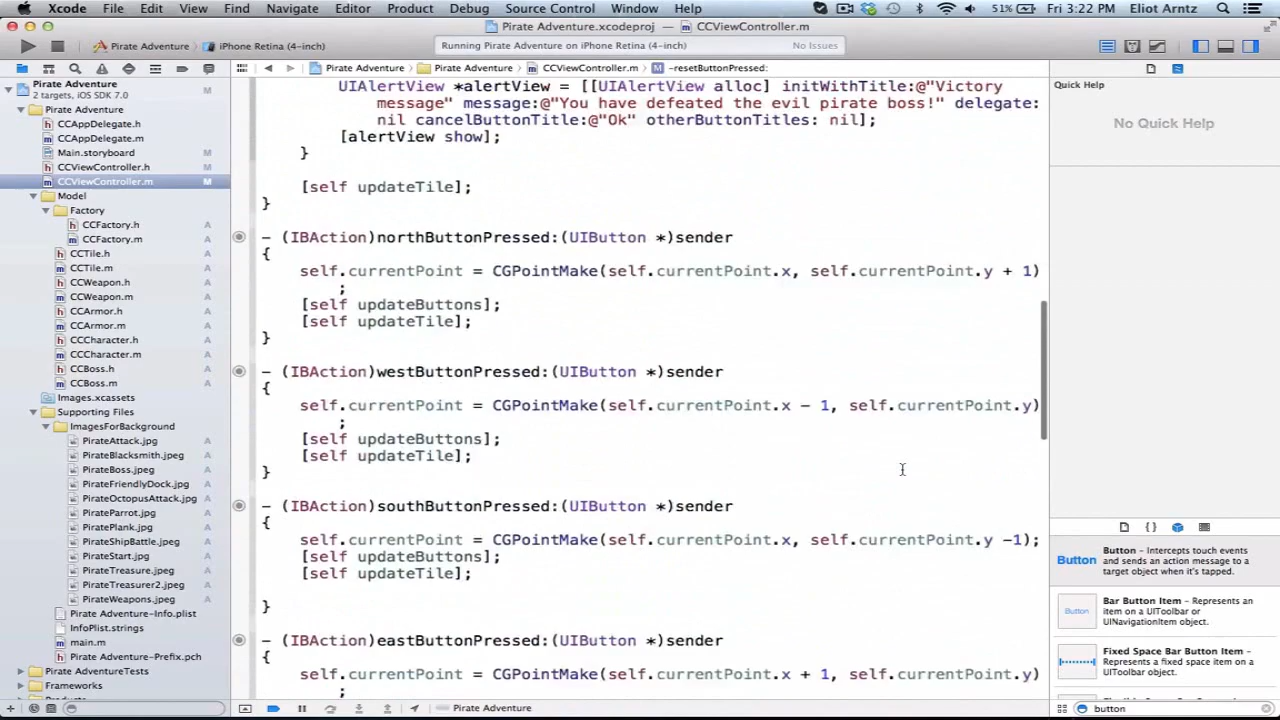 Xcode File Edit View Find Navigate Editor Product Debug Source Control Window Help 51% Fri 3:22 PM Eliot Arntz
Pirate Adventure.xcodeproj — CCViewController.m
Pirate Adventure iPhone Retina (4-inch) Running Pirate Adventure on iPhone Retina (4-inch) No Issues
Pirate Adventure Pirate Adventure CCViewController.m -resetButtonPressed:
Pirate Adventure M
2 targets, iOS SDK 7.0
Pirate Adventure
CCAppDelegate.h
CCAppDelegate.m
Main.storyboard M
CCViewController.h M
CCViewController.m M
Model
Factory
CCFactory.h A
CCFactory.m A
CCTile.h A
CCTile.m A
CCWeapon.h A
CCWeapon.m A
CCArmor.h A
CCArmor.m A
CCCharacter.h A
CCCharacter.m A
CCBoss.h A
CCBoss.m A
Images.xcassets
Supporting Files
ImagesForBackground
PirateAttack.jpg A
PirateBlacksmith.jpeg A
PirateBoss.jpeg A
PirateFriendlyDock.jpg A
PirateOctopusAttack.jpg A
PirateParrot.jpg A
PiratePlank.jpg A
PirateShipBattle.jpeg A
PirateStart.jpg A
PirateTreasure.jpeg A
PirateTreasurer2.jpeg A
PirateWeapons.jpeg A
Pirate Adventure-Info.plist
InfoPlist.strings
main.m
Pirate Adventure-Prefix.pch
Pirate AdventureTests
Frameworks
UIAlertView *alertView = [[UIAlertView alloc] initWithTitle:@"Victory
message" message:@"You have defeated the evil pirate boss!" delegate:
nil cancelButtonTitle:@"Ok" otherButtonTitles: nil];
[alertView show];
}
[self updateTile];
}
- (IBAction)northButtonPressed:(UIButton *)sender
{
self.currentPoint = CGPointMake(self.currentPoint.x, self.currentPoint.y + 1)
;
[self updateButtons];
[self updateTile];
}
- (IBAction)westButtonPressed:(UIButton *)sender
{
self.currentPoint = CGPointMake(self.currentPoint.x - 1, self.currentPoint.y)
;
[self updateButtons];
[self updateTile];
}
- (IBAction)southButtonPressed:(UIButton *)sender
{
self.currentPoint = CGPointMake(self.currentPoint.x, self.currentPoint.y -1);
[self updateButtons];
[self updateTile];
}
- (IBAction)eastButtonPressed:(UIButton *)sender
{
self.currentPoint = CGPointMake(self.currentPoint.x + 1, self.currentPoint.y)
;
Pirate Adventure
Quick Help
No Quick Help
Button
Button - Intercepts touch events
and sends an action message to a
target object when it's tapped.
Button
Bar Button Item - Represents an
item on a UIToolbar or
UINavigationItem object.
Fixed Space Bar Button Item -
Represents a fixed space item on a
UIToolbar object.
button